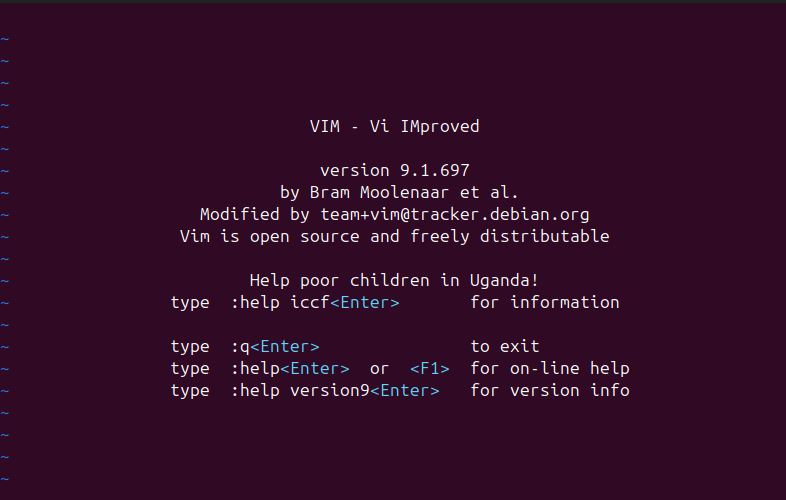 ~
~
~
~
~ VIM - Vi IMproved
~
~ version 9.1.697
~ by Bram Moolenaar et al.
~ Modified by team+vim@tracker.debian.org
~ Vim is open source and freely distributable
~
~ Help poor children in Uganda!
~ type :help iccf<Enter> for information
~
~ type :q<Enter> to exit
~ type :help<Enter> or <F1> for on-line help
~ type :help version9<Enter> for version info
~
~
~
~